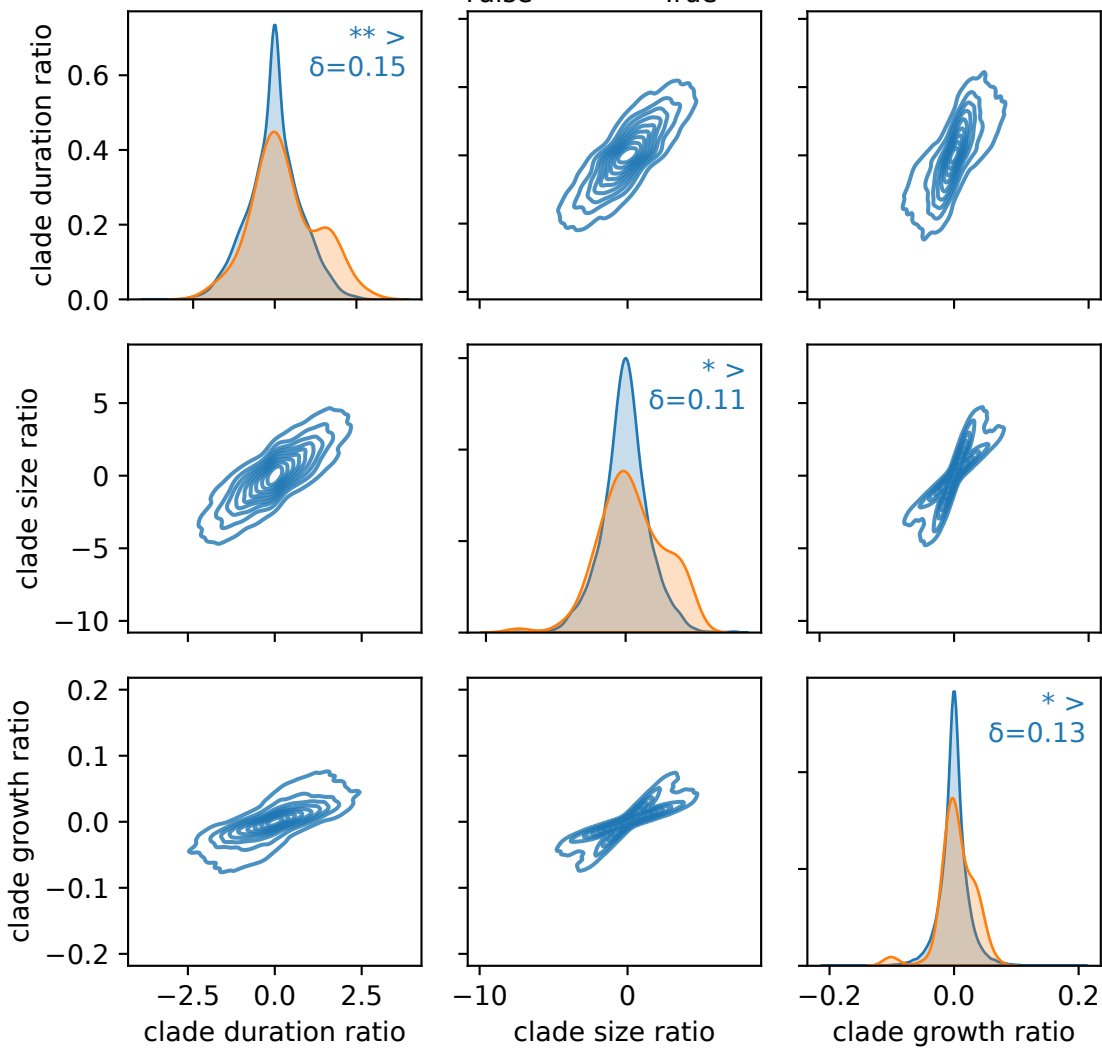 clade duration ratio
0.6
0.4
0.2
0.0
** >
δ=0.15
clade size ratio
5
0
−5
−10
* >
δ=0.11
clade growth ratio
0.2
0.1
0.0
−0.1
−0.2
* >
δ=0.13
−2.5 0.0 2.5
−10 0
−0.2 0.0 0.2
clade duration ratio
clade size ratio
clade growth ratio